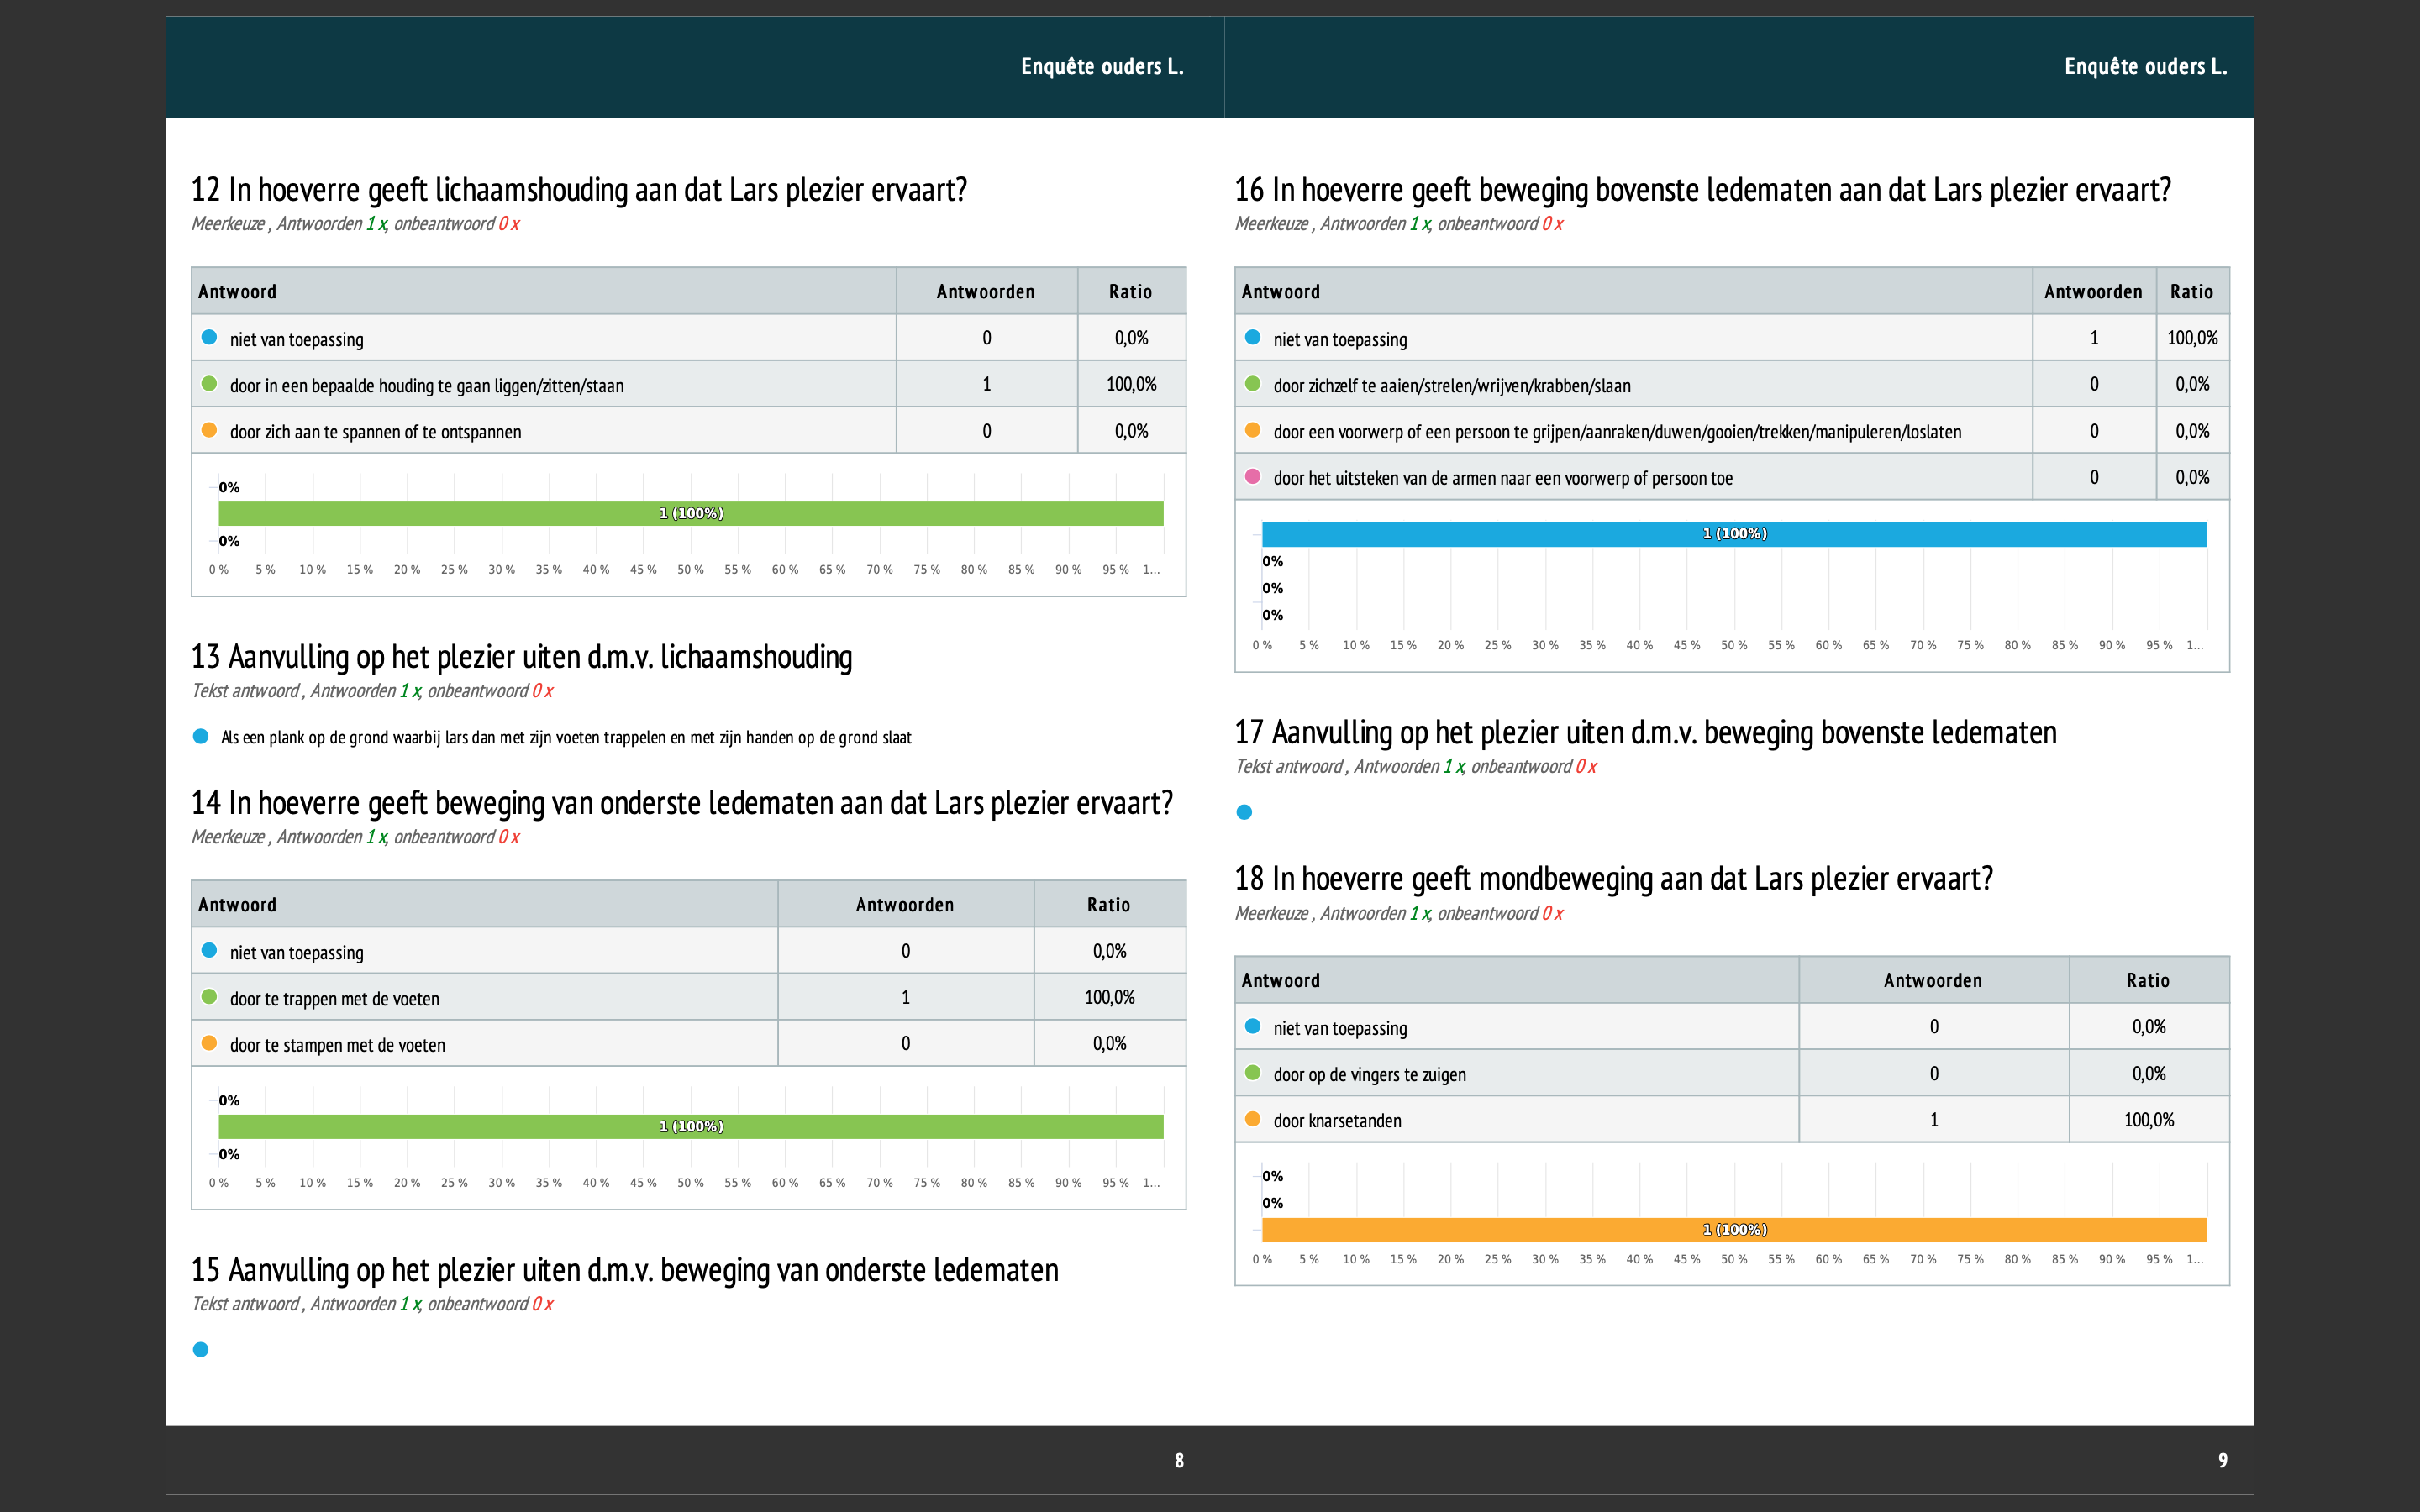 Enquête ouders L.
12 In hoeverre geeft lichaamshouding aan dat Lars plezier ervaart?
Meerkeuze , Antwoorden 1 x, onbeantwoord 0 x
Antwoord Antwoorden Ratio
niet van toepassing 0 0,0%
door in een bepaalde houding te gaan liggen/zitten/staan 1 100,0%
door zich aan te spannen of te ontspannen 0 0,0%
0%
1 (100%)
0%
0 % 5 % 10 % 15 % 20 % 25 % 30 % 35 % 40 % 45 % 50 % 55 % 60 % 65 % 70 % 75 % 80 % 85 % 90 % 95 % 1...
13 Aanvulling op het plezier uiten d.m.v. lichaamshouding
Tekst antwoord , Antwoorden 1 x, onbeantwoord 0 x
Als een plank op de grond waarbij lars dan met zijn voeten trappelen en met zijn handen op de grond slaat
14 In hoeverre geeft beweging van onderste ledematen aan dat Lars plezier ervaart?
Meerkeuze , Antwoorden 1 x, onbeantwoord 0 x
Antwoord Antwoorden Ratio
niet van toepassing 0 0,0%
door te trappen met de voeten 1 100,0%
door te stampen met de voeten 0 0,0%
0%
1 (100%)
0%
0 % 5 % 10 % 15 % 20 % 25 % 30 % 35 % 40 % 45 % 50 % 55 % 60 % 65 % 70 % 75 % 80 % 85 % 90 % 95 % 1...
15 Aanvulling op het plezier uiten d.m.v. beweging van onderste ledematen
Tekst antwoord , Antwoorden 1 x, onbeantwoord 0 x
8
Enquête ouders L.
16 In hoeverre geeft beweging bovenste ledematen aan dat Lars plezier ervaart?
Meerkeuze , Antwoorden 1 x, onbeantwoord 0 x
Antwoord Antwoorden Ratio
niet van toepassing 1 100,0%
door zichzelf te aaien/strelen/wrijven/krabben/slaan 0 0,0%
door een voorwerp of een persoon te grijpen/aanraken/duwen/gooien/trekken/manipuleren/loslaten 0 0,0%
door het uitsteken van de armen naar een voorwerp of persoon toe 0 0,0%
1 (100%)
0%
0%
0%
0 % 5 % 10 % 15 % 20 % 25 % 30 % 35 % 40 % 45 % 50 % 55 % 60 % 65 % 70 % 75 % 80 % 85 % 90 % 95 % 1...
17 Aanvulling op het plezier uiten d.m.v. beweging bovenste ledematen
Tekst antwoord , Antwoorden 1 x, onbeantwoord 0 x
18 In hoeverre geeft mondbeweging aan dat Lars plezier ervaart?
Meerkeuze , Antwoorden 1 x, onbeantwoord 0 x
Antwoord Antwoorden Ratio
niet van toepassing 0 0,0%
door op de vingers te zuigen 0 0,0%
door knarsetanden 1 100,0%
0%
0%
1 (100%)
0 % 5 % 10 % 15 % 20 % 25 % 30 % 35 % 40 % 45 % 50 % 55 % 60 % 65 % 70 % 75 % 80 % 85 % 90 % 95 % 1...
9